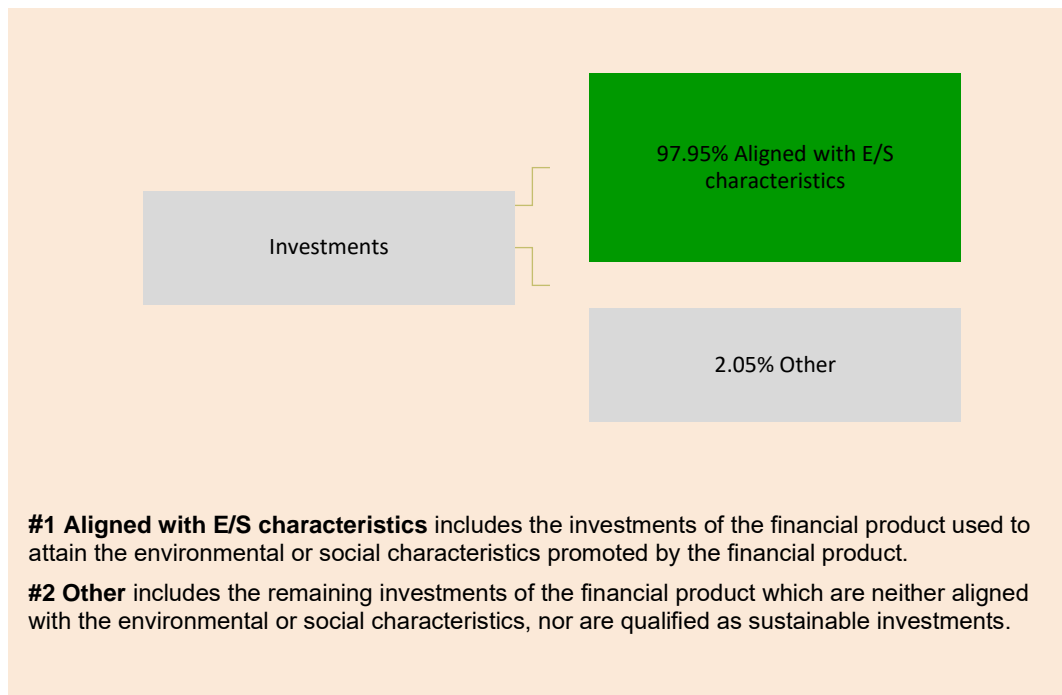 97.95% Aligned with E/S
characteristics
Investments
2.05% Other
#1 Aligned with E/S characteristics includes the investments of the financial product used to
attain the environmental or social characteristics promoted by the financial product.
#2 Other includes the remaining investments of the financial product which are neither aligned
with the environmental or social characteristics, nor are qualified as sustainable investments.